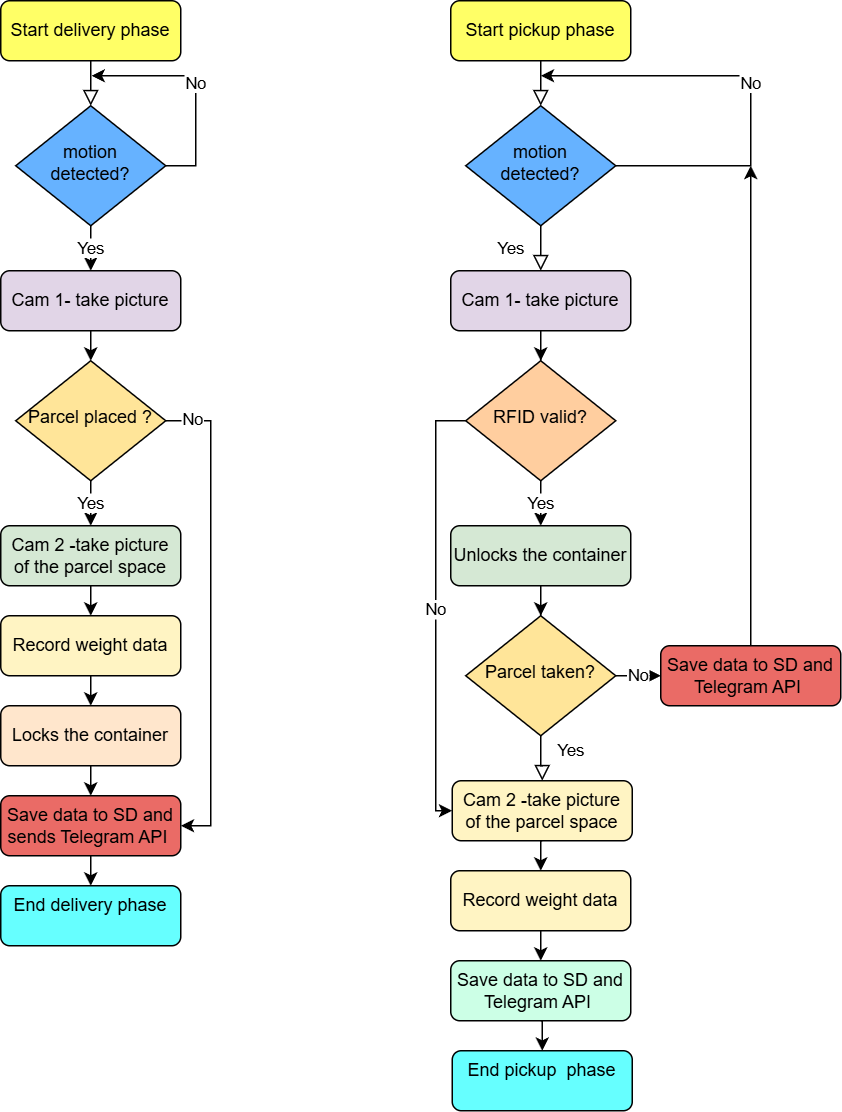 Start delivery phase
No
motion
detected?
Yes
Cam 1- take picture
Parcel placed ?
No
Yes
Cam 2 -take picture
of the parcel space
Record weight data
Locks the container
Save data to SD and
sends Telegram API
End delivery phase
Start pickup phase
No
motion
detected?
Yes
Cam 1- take picture
RFID valid?
Yes
Unlocks the container
No
Parcel taken?
No
Save data to SD and
Telegram API
Yes
Cam 2 -take picture
of the parcel space
Record weight data
Save data to SD and
Telegram API
End pickup  phase